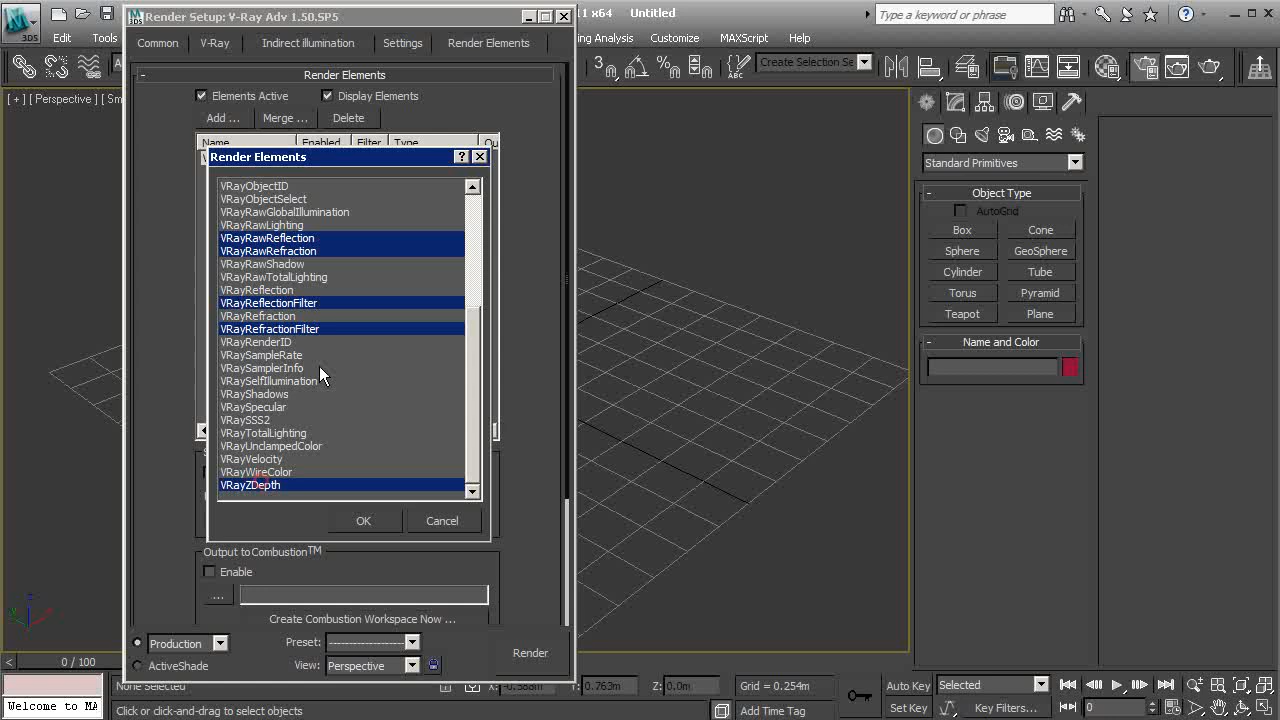 Render Setup: V-Ray Adv 1.50.SP5
11 x64 Untitled
Type a keyword or phrase
3DS
Edit
Tools
Common
V-Ray
Indirect illumination
Settings
Render Elements
ing Analysis
Customize
MAXScript
Help
Create Selection Se
[ + ] [ Perspective ] [ Sm
- Render Elements
Elements Active
Display Elements
Add ...
Merge ...
Delete
Name
Enabled
Filter
Type
Ou
Render Elements
VRayObjectID
VRayObjectSelect
VRayRawGlobalIllumination
VRayRawLighting
VRayRawReflection
VRayRawRefraction
VRayRawShadow
VRayRawTotalLighting
VRayReflection
VRayReflectionFilter
VRayRefraction
VRayRefractionFilter
VRayRenderID
VRaySampleRate
VRaySamplerInfo
VRaySelfIllumination
VRayShadows
VRaySpecular
VRaySSS2
VRayTotalLighting
VRayUnclampedColor
VRayVelocity
VRayWireColor
VRayZDepth
OK
Cancel
Output to Combustion™
Enable
...
Create Combustion Workspace Now ...
Production
Preset:
--------------------
ActiveShade
View:
Perspective
Render
Standard Primitives
- Object Type
AutoGrid
Box
Cone
Sphere
GeoSphere
Cylinder
Tube
Torus
Pyramid
Teapot
Plane
- Name and Color
0 / 100
Welcome to MA
None Selected
X: -0.588m
Y: 0.763m
Z: 0.0m
Grid = 0.254m
Click or click-and-drag to select objects
Add Time Tag
Auto Key
Selected
Set Key
Key Filters...
0